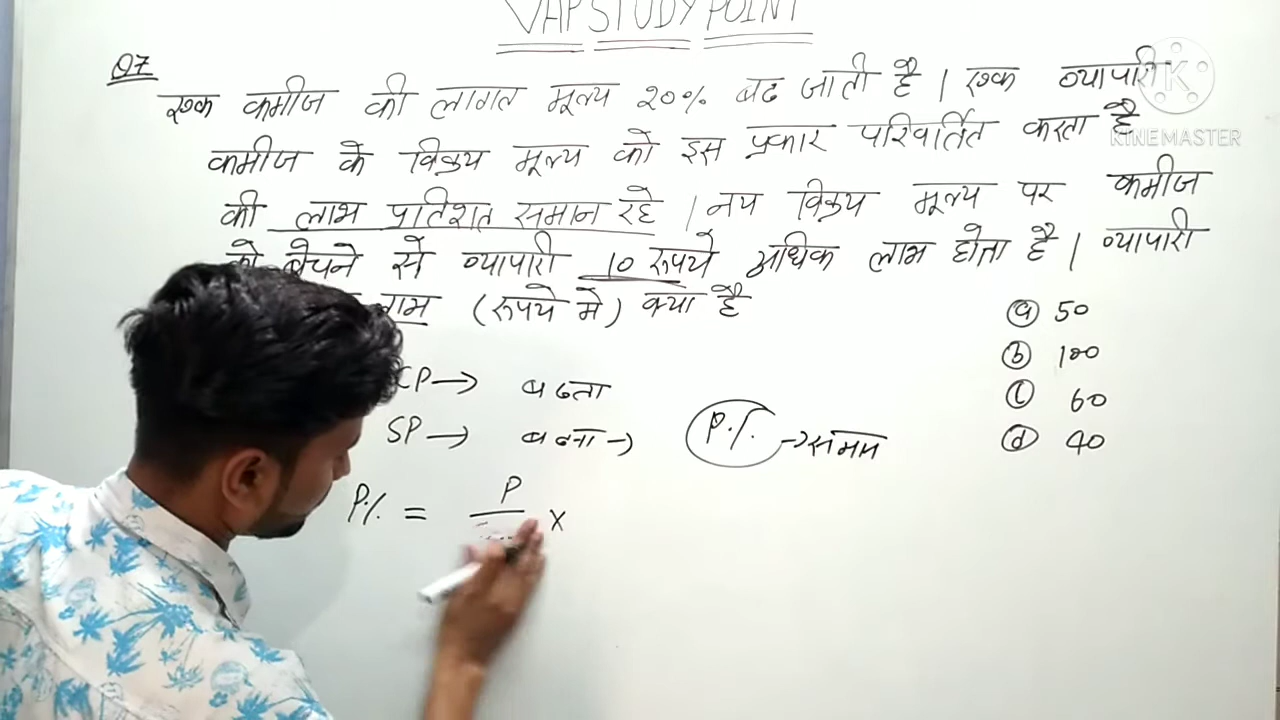 VAP STUDY POINT
Q7
एक कमीज की लागत मूल्य 20% बढ जाती है। एक व्यापारी
कमीज के विक्रय मूल्य को इस प्रकार परिवर्तित करता है
की लाभ प्रतिशत समान रहे। नय विक्रय मूल्य पर कमीज
को बेचने से व्यापारी 10 रूपये अधिक लाभ होता है। व्यापारी
लाभ (रूपये मे) क्या है
(a) 50
(b) 100
(c) 60
(d) 40
CP → बढता
SP → बढना →
P.% → समान
P% = P ×
KINEMASTER